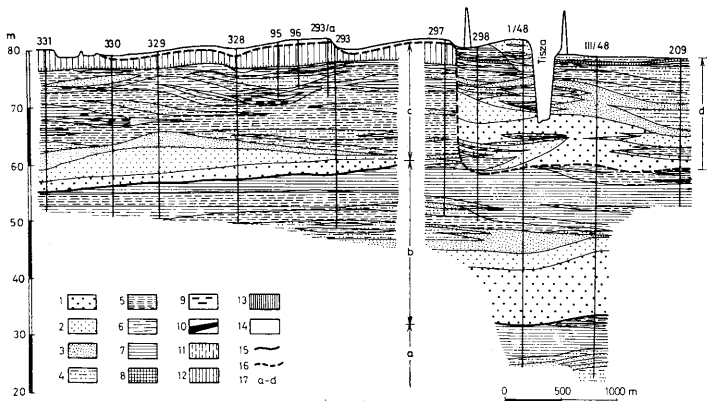 m
331 330 329 328 95 96 293/a 293 297 298 1/48 Tisza III/48 209
80
70
60
50
40
30
20
c
b
a
d
1 5 9 13
2 6 10 14
3 7 11 15
4 8 12 16
17 a-d
0 500 1000 m